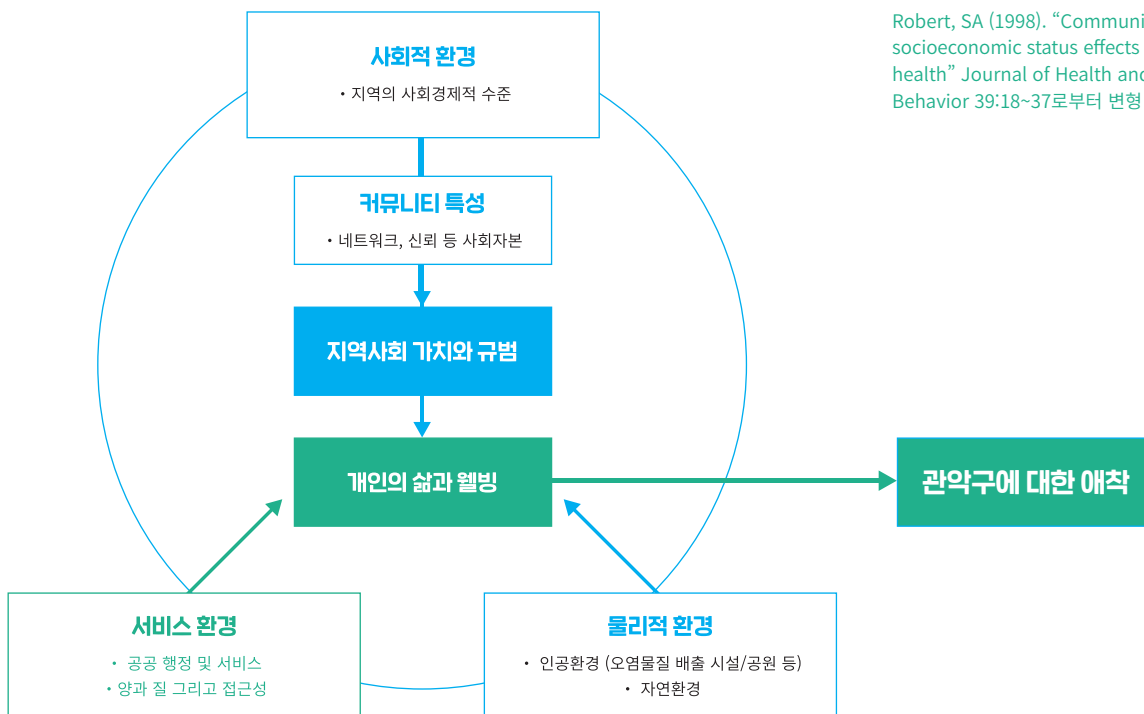 Robert, SA (1998). “Communi
socioeconomic status effects
health” Journal of Health and
Behavior 39:18~37로부터 변형
사회적 환경
• 지역의 사회경제적 수준
커뮤니티 특성
• 네트워크, 신뢰 등 사회자본
지역사회 가치와 규범
개인의 삶과 웰빙
관악구에 대한 애착
서비스 환경
• 공공 행정 및 서비스
• 양과 질 그리고 접근성
물리적 환경
• 인공환경 (오염물질 배출 시설/공원 등)
• 자연환경